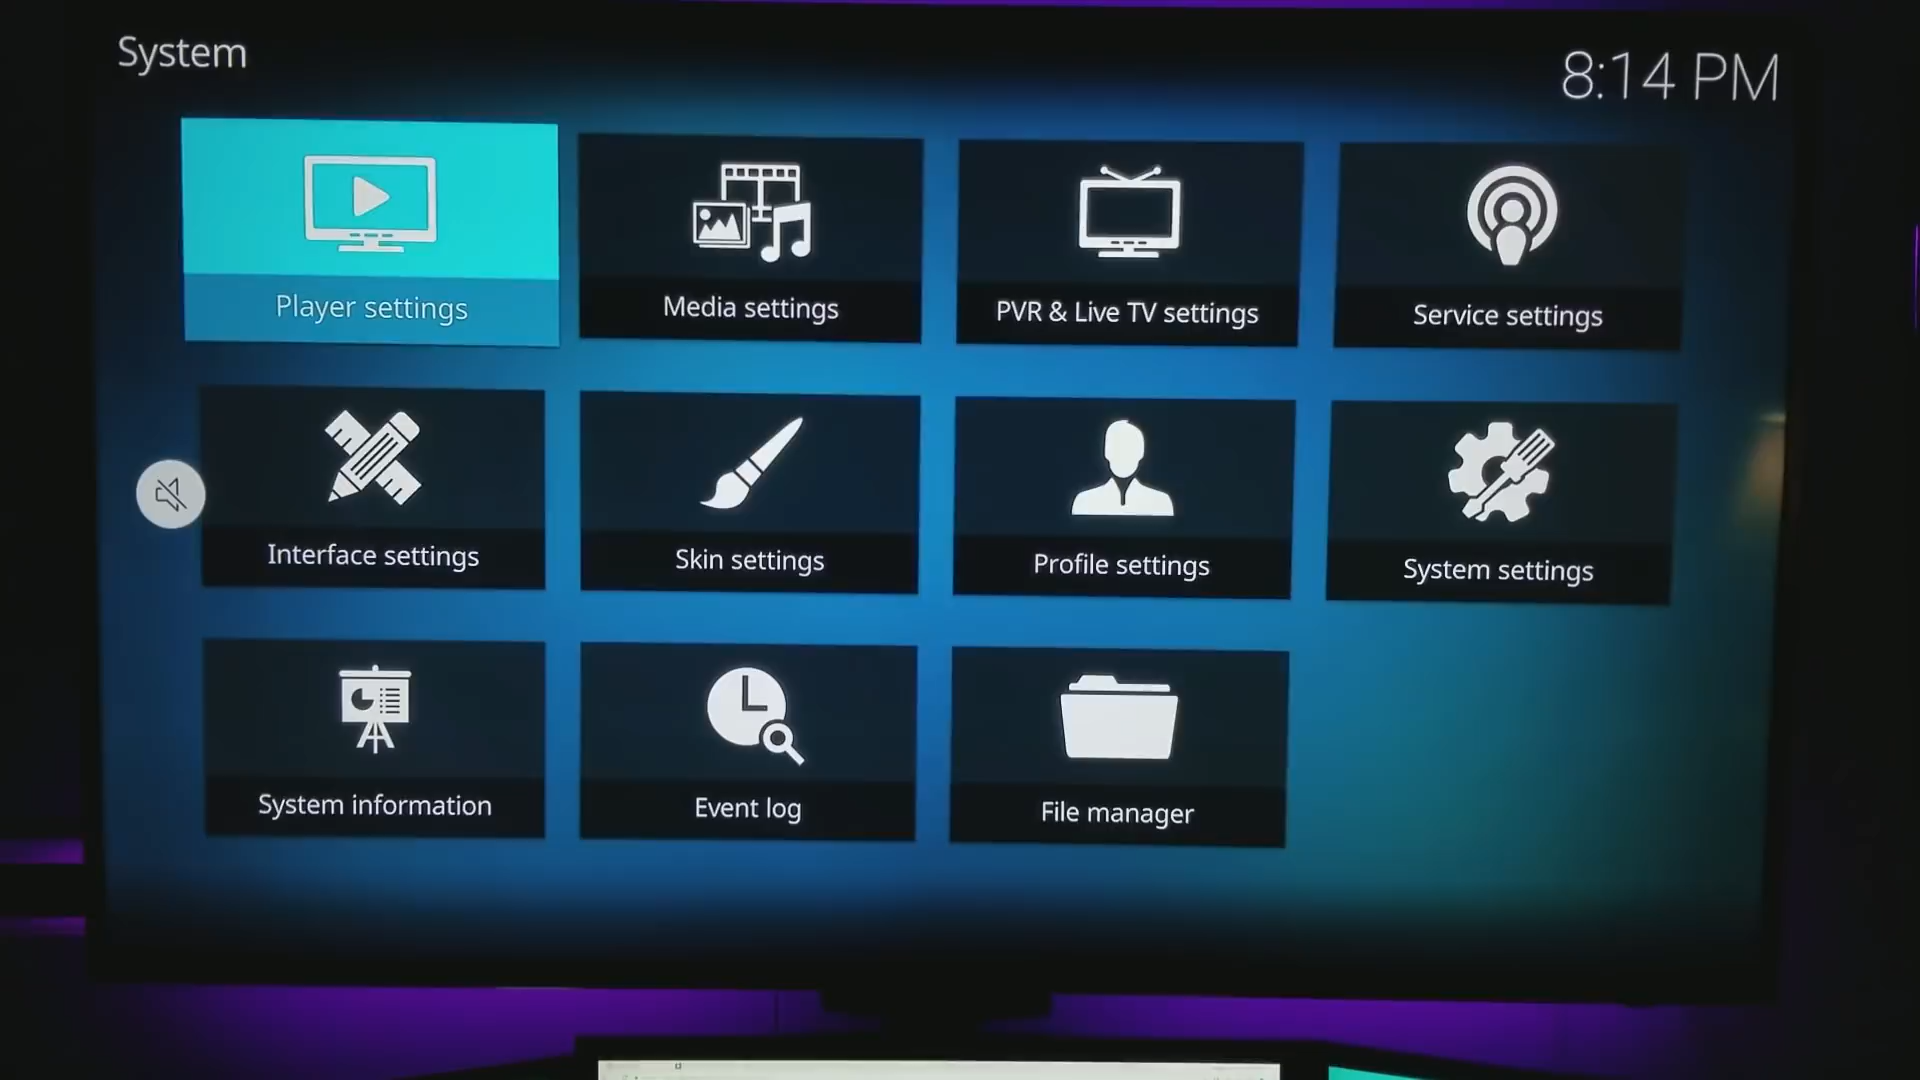 System
8:14 PM
Player settings
Media settings
PVR & Live TV settings
Service settings
Interface settings
Skin settings
Profile settings
System settings
System information
Event log
File manager